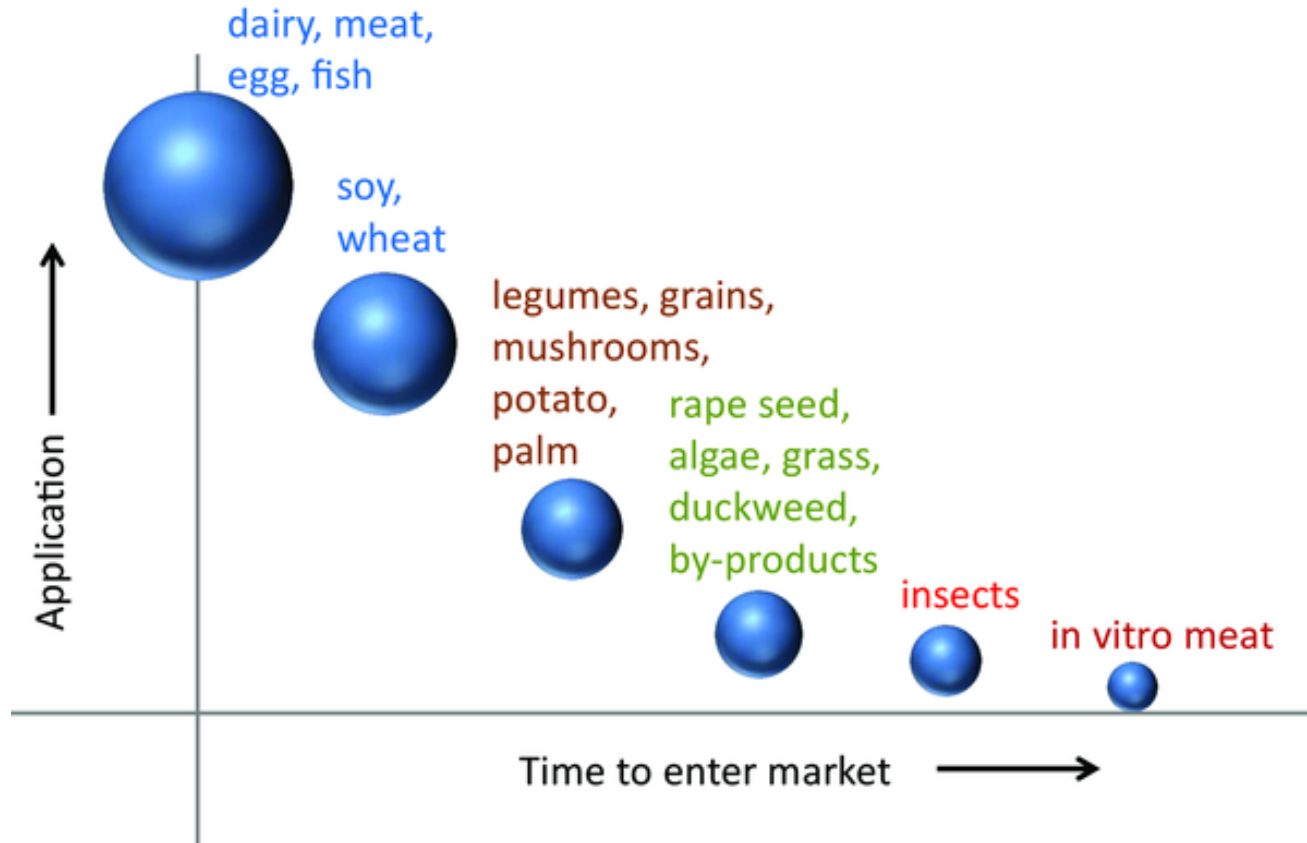 dairy, meat,
egg, fish
soy,
wheat
legumes, grains,
mushrooms,
potato,
palm
rape seed,
algae, grass,
duckweed,
by-products
insects
in vitro meat
Application
Time to enter market